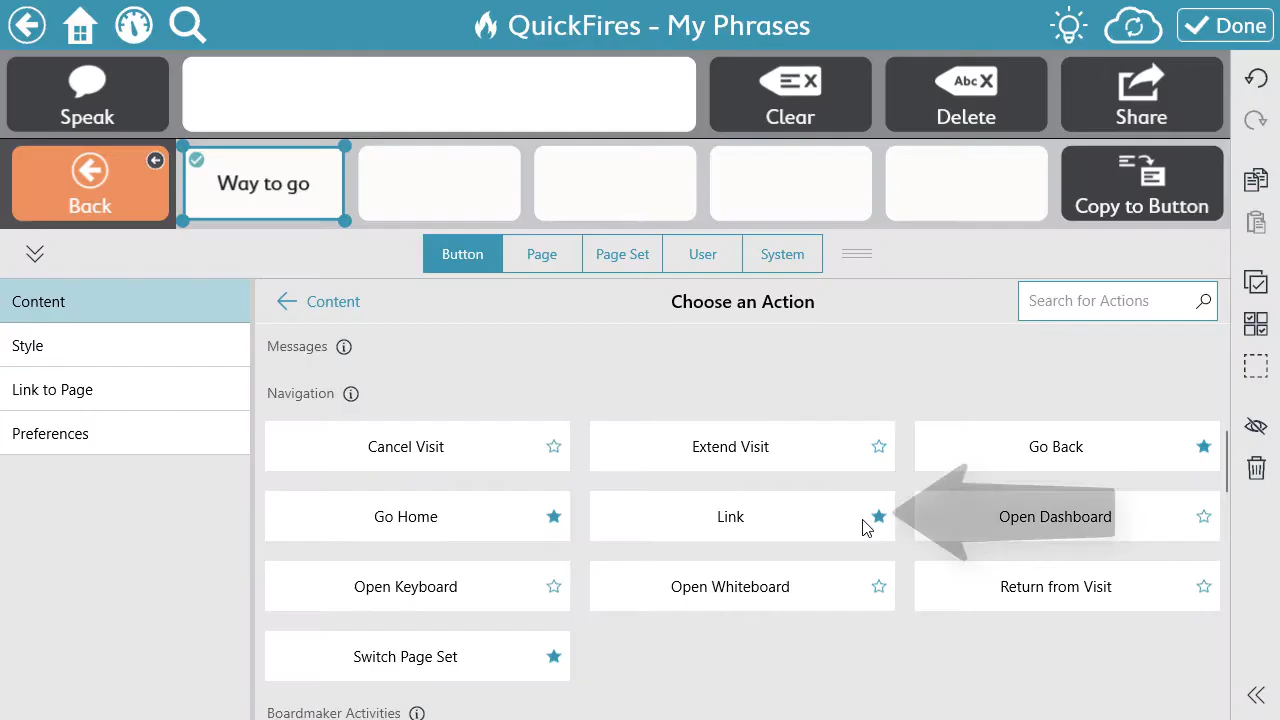 QuickFires - My Phrases
Done
Speak
Clear
Abc X
Delete
Share
Back
Way to go
Copy to Button
Button
Page
Page Set
User
System
Content
Style
Link to Page
Preferences
Content
Choose an Action
Search for Actions
Messages
Navigation
Cancel Visit
Extend Visit
Go Back
Go Home
Link
Open Dashboard
Open Keyboard
Open Whiteboard
Return from Visit
Switch Page Set
Boardmaker Activities